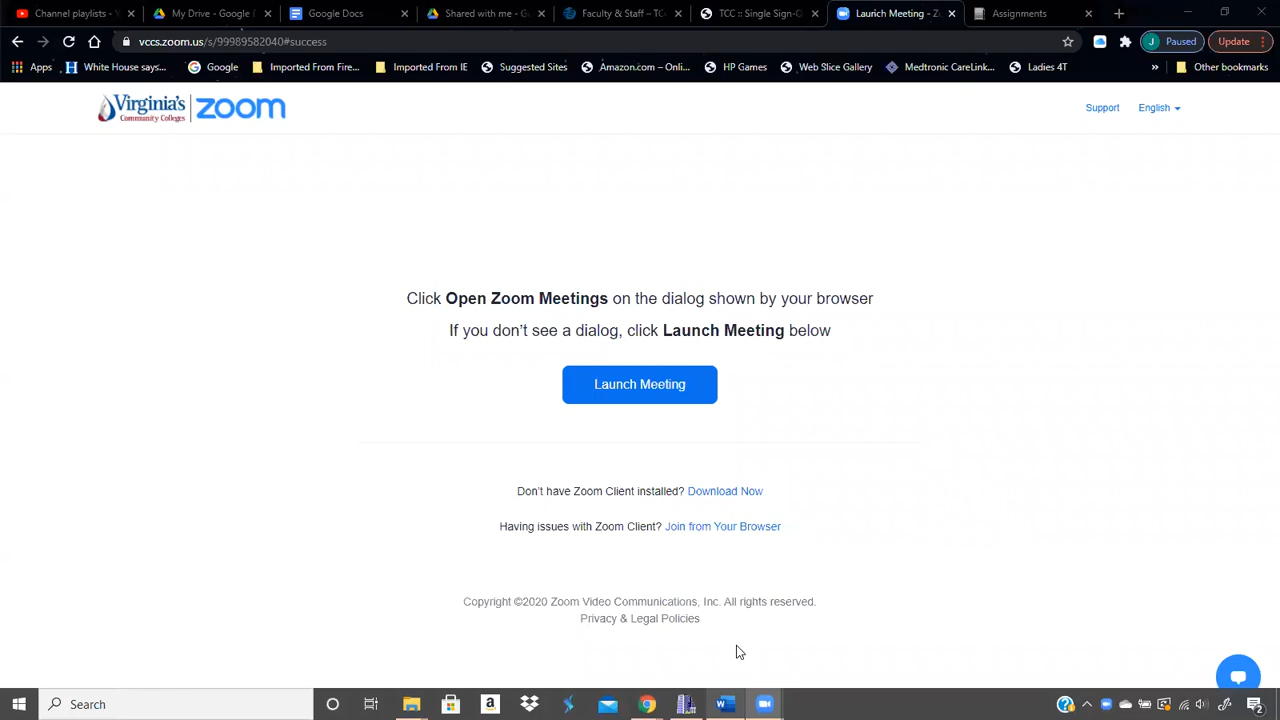 Channel playlists - Y
My Drive - Google
Google Docs
Shared with me - G
Faculty & Staff – TC
TCC :: Single Sign-O
Launch Meeting - Z
Assignments
vccs.zoom.us/s/99989582040#success
J Paused
Update
Apps
White House says...
Google
Imported From Fire...
Imported From IE
Suggested Sites
Amazon.com – Onli...
HP Games
Web Slice Gallery
Medtronic CareLink...
Ladies 4T
»
Other bookmarks
Virginia's
Community Colleges
zoom
Support
English
Click Open Zoom Meetings on the dialog shown by your browser
If you don't see a dialog, click Launch Meeting below
Launch Meeting
Don't have Zoom Client installed? Download Now
Having issues with Zoom Client? Join from Your Browser
Copyright ©2020 Zoom Video Communications, Inc. All rights reserved.
Privacy & Legal Policies
Search